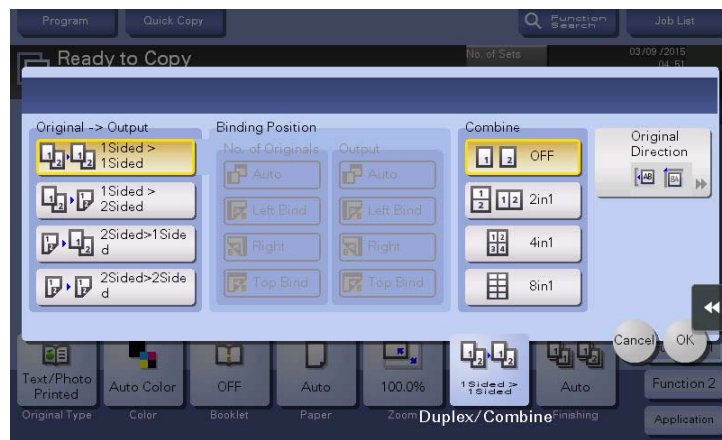 Program
Quick Copy
Function
Search
Job List
Ready to Copy
No. of Sets
03/09/2015
04:51
Original -> Output
1Sided >
1Sided
1Sided >
2Sided
2Sided>1Side
d
2Sided>2Side
d
Binding Position
No. of Originals
Output
Auto
Auto
Left Bind
Left Bind
Right
Right
Top Bind
Top Bind
Combine
OFF
2in1
4in1
8in1
Original
Direction
Cancel
OK
Text/Photo
Printed
Auto Color
OFF
Auto
100.0%
1Sided >
1Sided
Auto
Function 2
Original Type
Color
Booklet
Paper
Zoom
Duplex/Combine
Finishing
Application